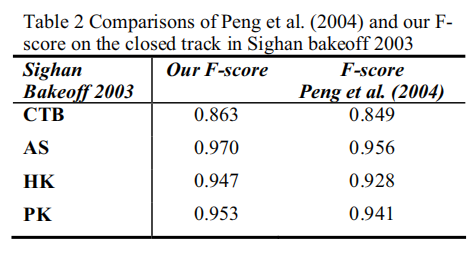 Table 2 Comparisons of Peng et al. (2004) and our F-
score on the closed track in Sighan bakeoff 2003
Sighan Our F-score F-score
Bakeoff 2003 Peng et al. (2004)
CTB 0.863 0.849
AS 0.970 0.956
HK 0.947 0.928
PK 0.953 0.941